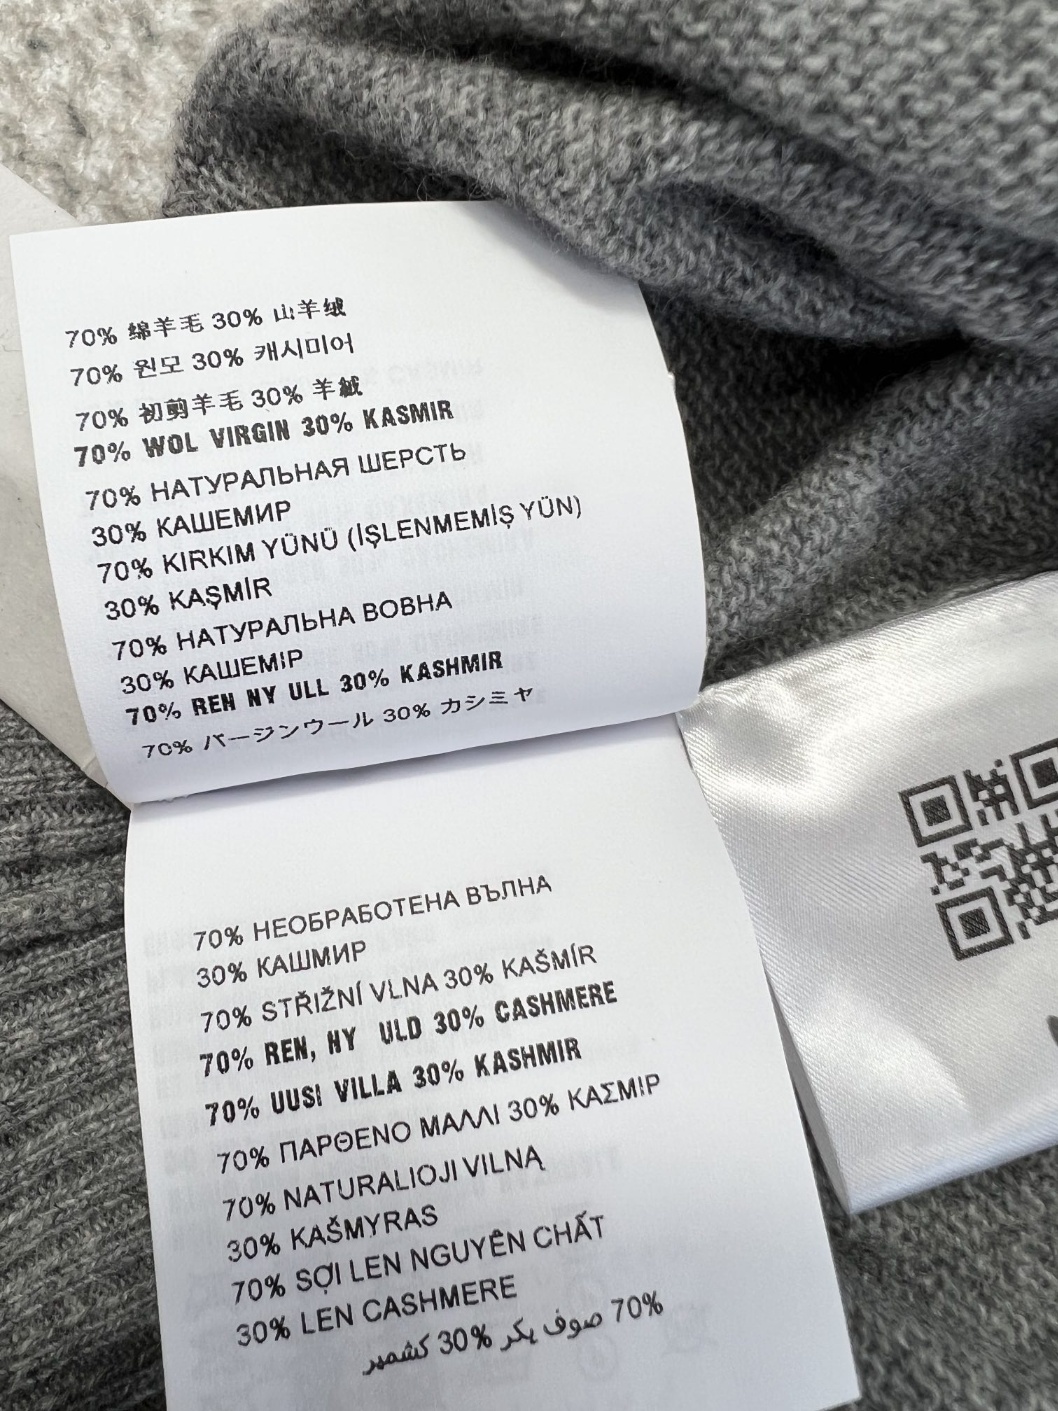 70% 绵羊毛 30% 山羊绒
70% 원모 30% 캐시미어
70% 初剪羊毛 30% 羊絨
70% WOL VIRGIN 30% KASMIR
70% НАТУРАЛЬНАЯ ШЕРСТЬ
30% КАШЕМИР
70% KIRKIM YÜNÜ (İŞLENMEMİŞ YÜN)
30% KAŞMİR
70% НАТУРАЛЬНА ВОВНА
30% КАШЕМІР
70% REN NY ULL 30% KASHMIR
70% バージンウール 30% カシミヤ
70% НЕОБРАБОТЕНА ВЪЛНА
30% КАШМИР
70% STŘIŽNÍ VLNA 30% KAŠMÍR
70% REN, NY ULD 30% CASHMERE
70% UUSI VILLA 30% KASHMIR
70% ΠΑΡΘΕΝΟ ΜΑΛΛΙ 30% ΚΑΣΜΙΡ
70% NATURALIOJI VILNĄ
30% KAŠMYRAS
70% SỢI LEN NGUYÊN CHẤT
30% LEN CASHMERE
70% صوف بكر 30% كشمير